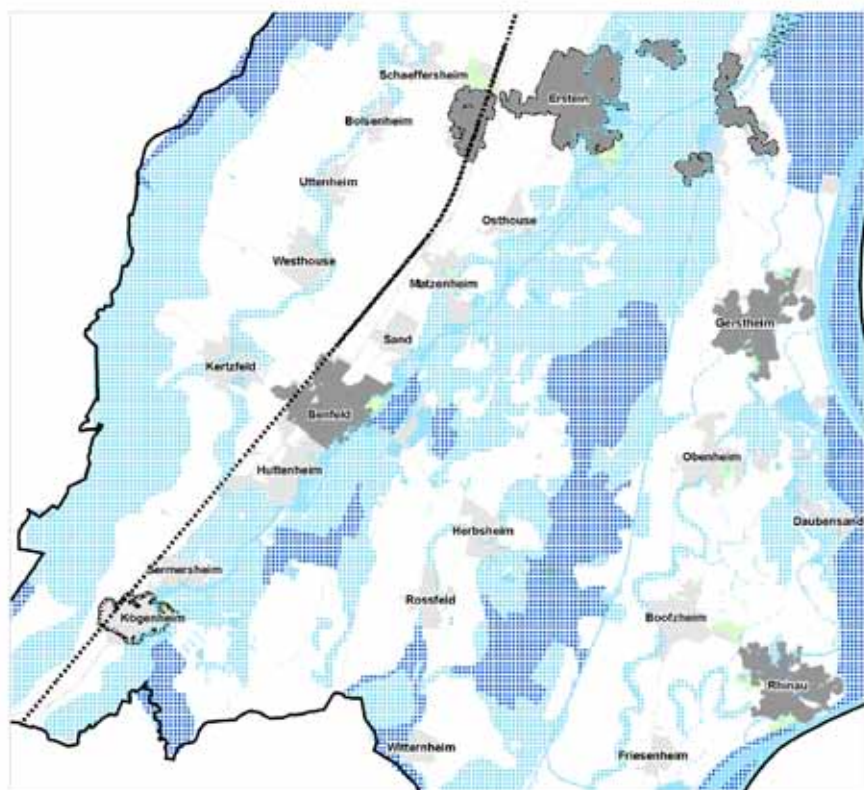 Schaeffersheim
Erstein
Bolsenheim
Uttenheim
Osthouse
Westhouse
Matzenheim
Gerstheim
Sand
Kertzfeld
Benfeld
Obenheim
Huttenheim
Daubensand
Herbsheim
Sermersheim
Rossfeld
Boofzheim
Kogenheim
Rhinau
Witternheim
Friesenheim